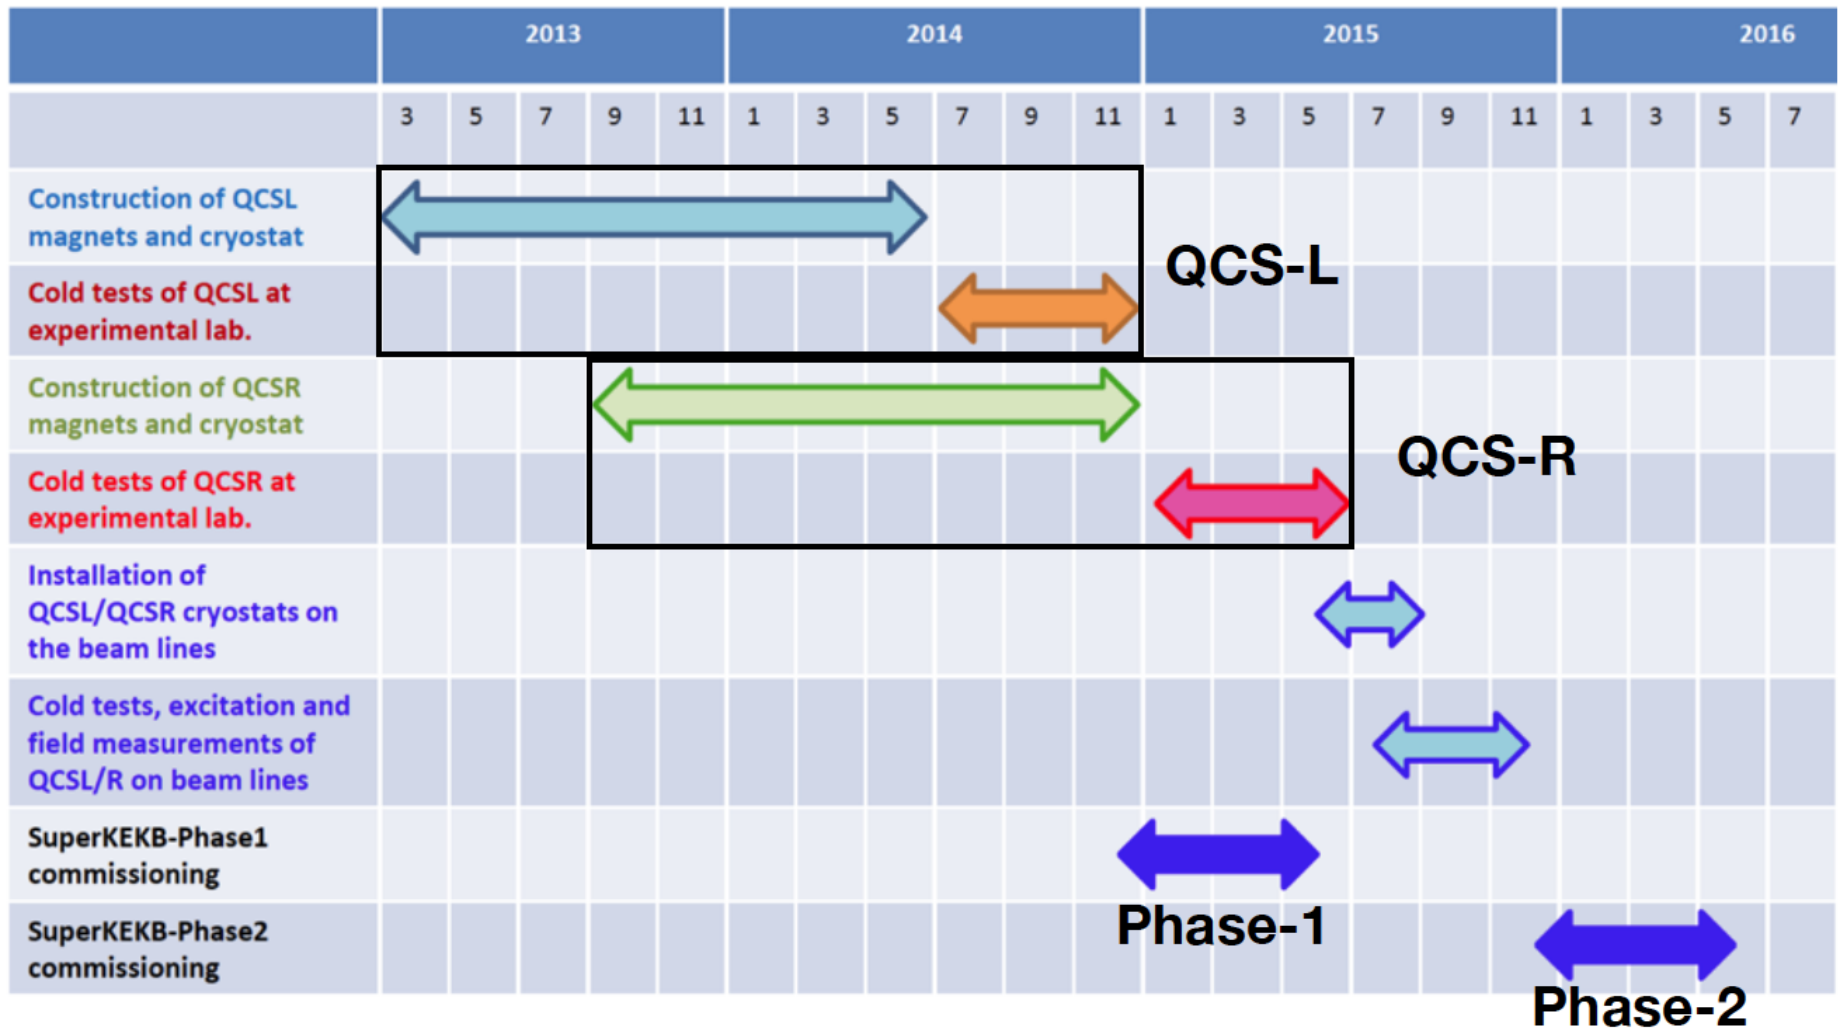 2013 2014 2015 2016
3 5 7 9 11 1 3 5 7 9 11 1 3 5 7 9 11 1 3 5 7
Construction of QCSL
magnets and cryostat
QCS-L
Cold tests of QCSL at
experimental lab.
Construction of QCSR
magnets and cryostat
QCS-R
Cold tests of QCSR at
experimental lab.
Installation of
QCSL/QCSR cryostats on
the beam lines
Cold tests, excitation and
field measurements of
QCSL/R on beam lines
SuperKEKB-Phase1
commissioning
Phase-1
SuperKEKB-Phase2
commissioning
Phase-2